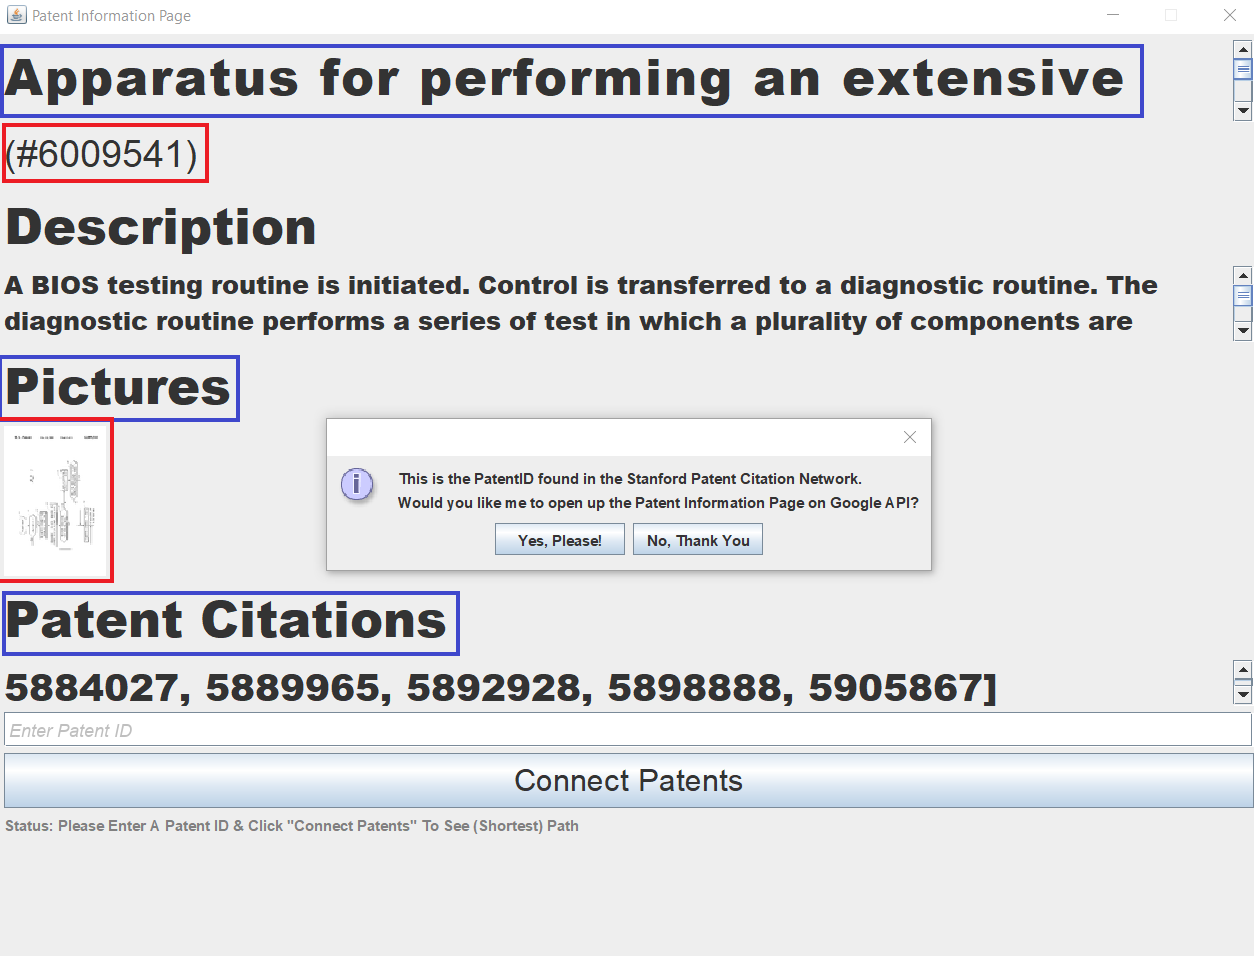 Patent Information Page
Apparatus for performing an extensive
(#6009541)
Description
A BIOS testing routine is initiated. Control is transferred to a diagnostic routine. The
diagnostic routine performs a series of test in which a plurality of components are
Pictures
This is the PatentID found in the Stanford Patent Citation Network.
Would you like me to open up the Patent Information Page on Google API?
Yes, Please!
No, Thank You
Patent Citations
5884027, 5889965, 5892928, 5898888, 5905867]
Enter Patent ID
Connect Patents
Status: Please Enter A Patent ID & Click "Connect Patents" To See (Shortest) Path